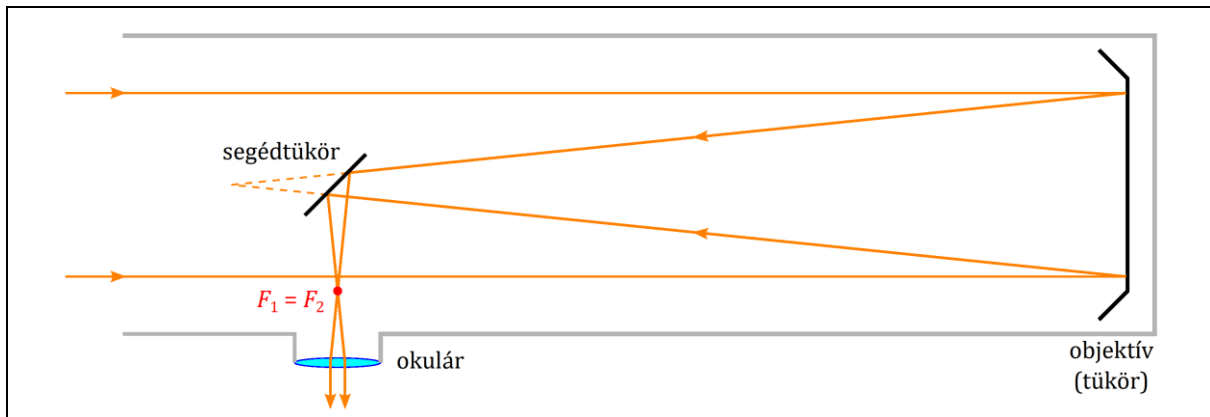 segédtükör
F₁ = F₂
okulár
objektív
(tükör)